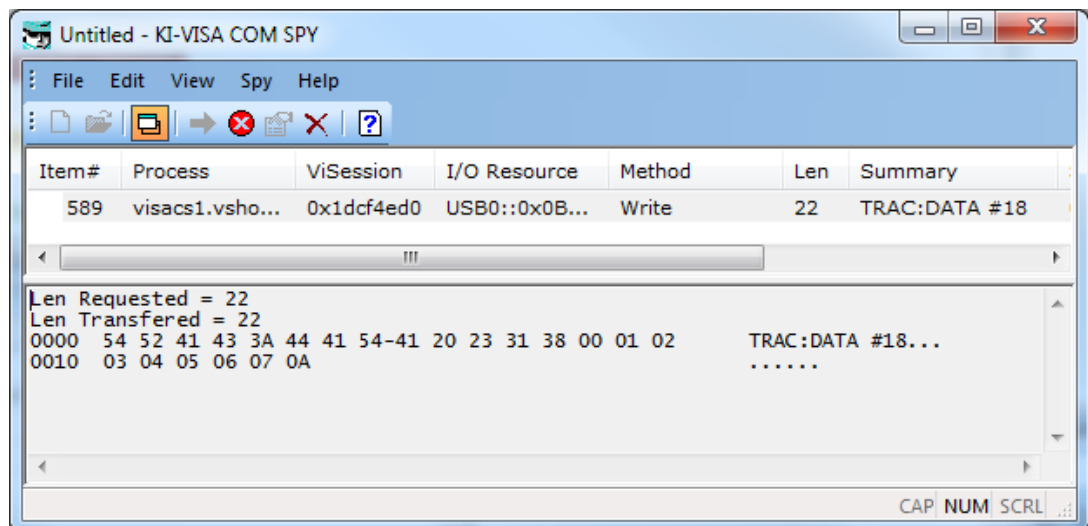 Untitled - KI-VISA COM SPY
File Edit View Spy Help
Item# Process ViSession I/O Resource Method Len Summary
589 visacs1.vsho... 0x1dcf4ed0 USB0::0x0B... Write 22 TRAC:DATA #18
Len Requested = 22
Len Transfered = 22
0000 54 52 41 43 3A 44 41 54-41 20 23 31 38 00 01 02 TRAC:DATA #18...
0010 03 04 05 06 07 0A ......
CAP NUM SCRL